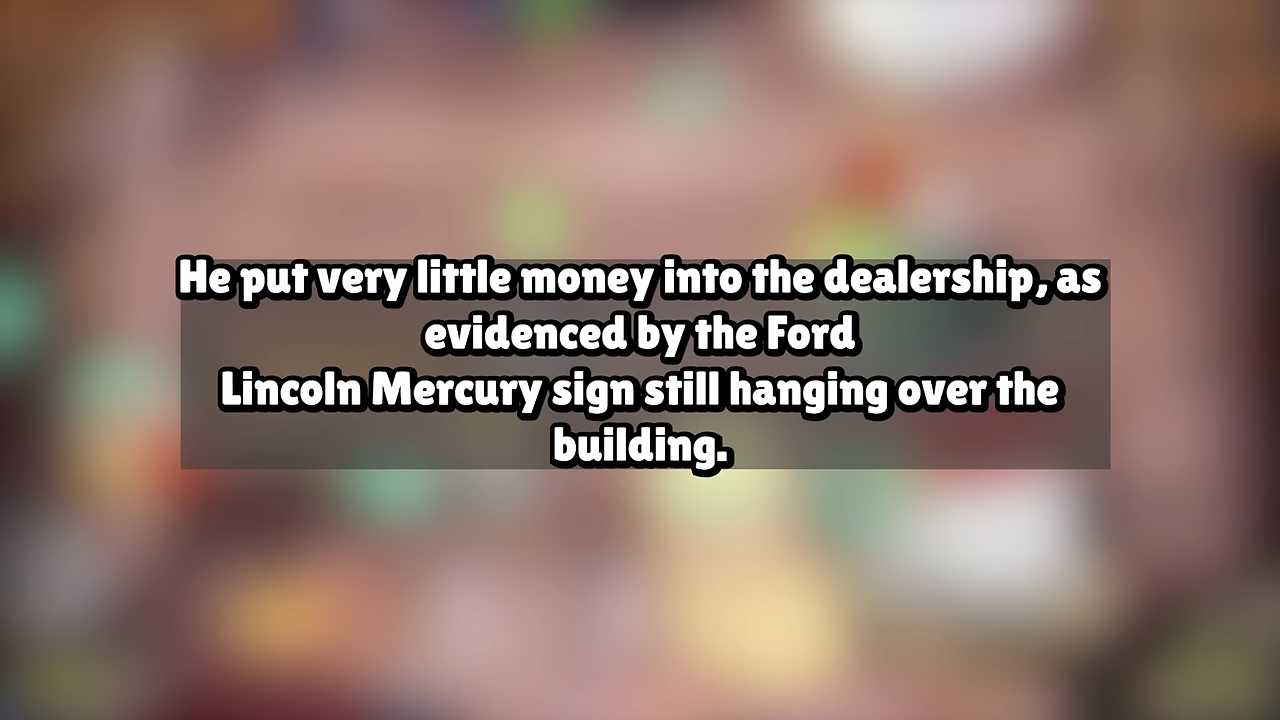 He put very little money into the dealership, as
evidenced by the Ford
Lincoln Mercury sign still hanging over the
building.